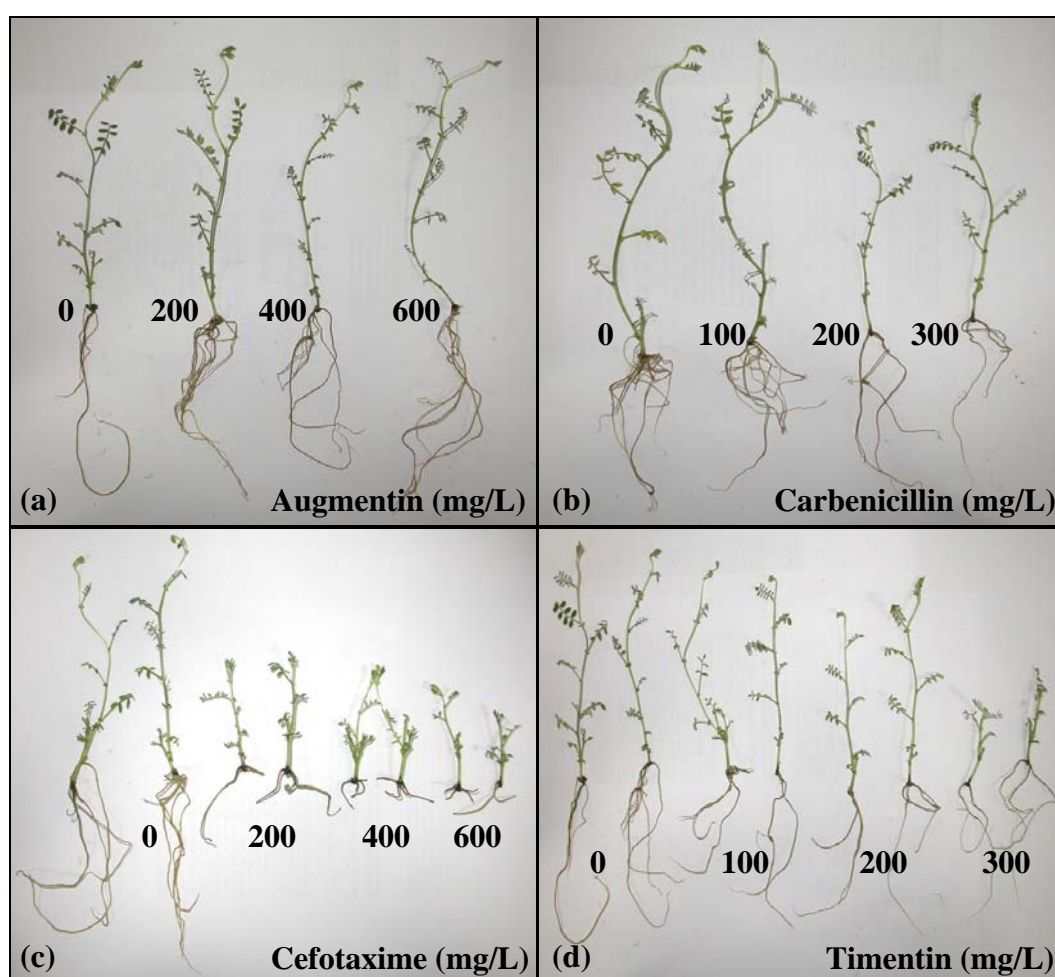 0 200 400 600
(a) Augmentin (mg/L)
0 100 200 300
(b) Carbenicillin (mg/L)
0 200 400 600
(c) Cefotaxime (mg/L)
0 100 200 300
(d) Timentin (mg/L)